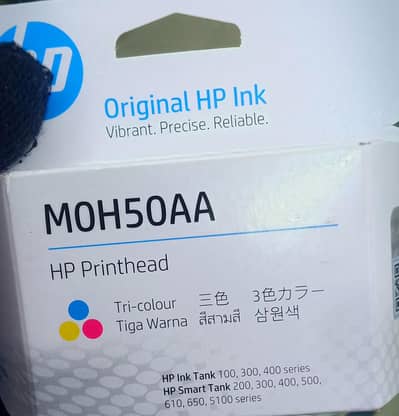 hp
Original HP Ink
Vibrant. Precise. Reliable.
M0H50AA
HP Printhead
Tri-colour 三色 3色カラー
Tiga Warna สีสามสี 삼원색
HP Ink Tank 100, 300, 400 series
HP Smart Tank 200, 300, 400, 500,
610, 650, 5100 series